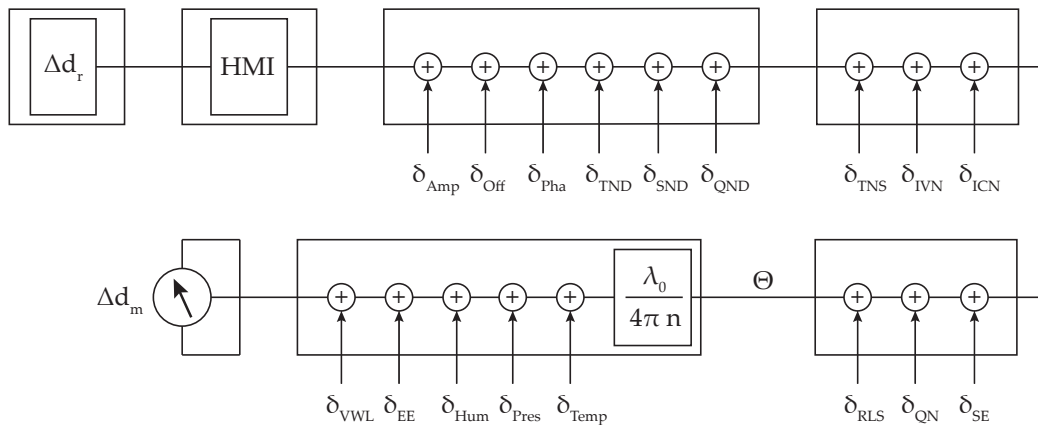 Δd_r
HMI
δ_Amp δ_Off δ_Pha δ_TND δ_SND δ_QND δ_TNS δ_IVN δ_ICN
Δd_m
λ_0
4π n
Θ
δ_VWL δ_EE δ_Hum δ_Pres δ_Temp δ_RLS δ_QN δ_SE